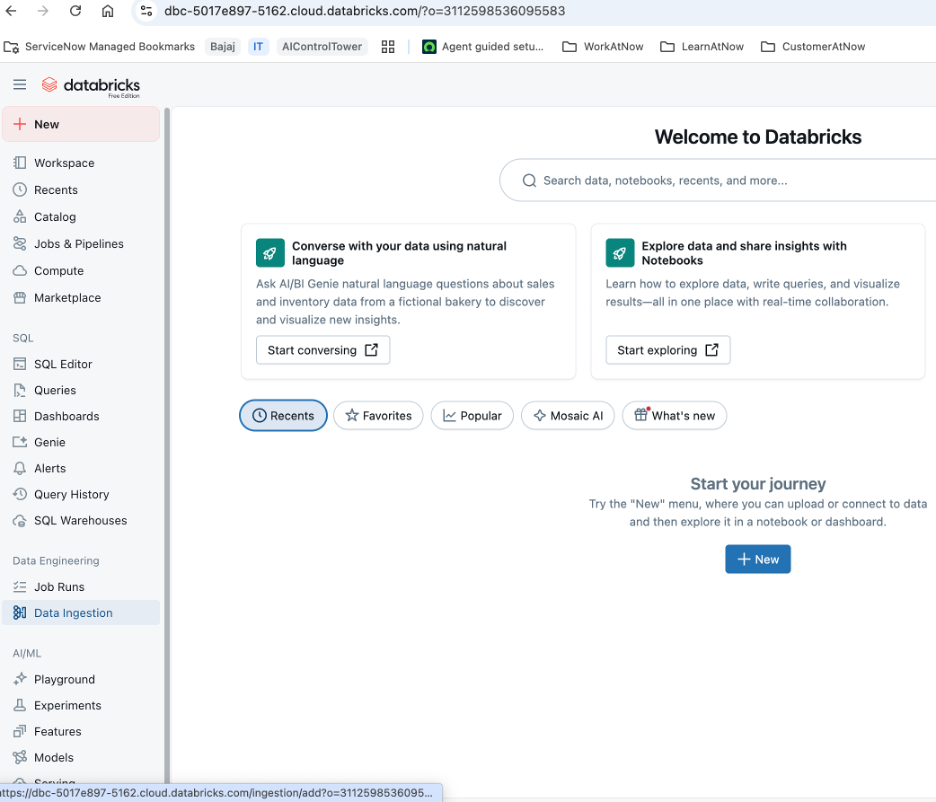 dbc-5017e897-5162.cloud.databricks.com/?o=3112598536095583
ServiceNow Managed Bookmarks Bajaj IT AIControlTower Agent guided setu... WorkAtNow LearnAtNow CustomerAtNow
databricks
Free Edition
New
Workspace
Recents
Catalog
Jobs & Pipelines
Compute
Marketplace
SQL
SQL Editor
Queries
Dashboards
Genie
Alerts
Query History
SQL Warehouses
Data Engineering
Job Runs
Data Ingestion
AI/ML
Playground
Experiments
Features
Models
Serving
Welcome to Databricks
Search data, notebooks, recents, and more...
Converse with your data using natural
language
Ask AI/BI Genie natural language questions about sales
and inventory data from a fictional bakery to discover
and visualize new insights.
Start conversing
Explore data and share insights with
Notebooks
Learn how to explore data, write queries, and visualize
results—all in one place with real-time collaboration.
Start exploring
Recents Favorites Popular Mosaic AI What's new
Start your journey
Try the "New" menu, where you can upload or connect to data
and then explore it in a notebook or dashboard.
New
https://dbc-5017e897-5162.cloud.databricks.com/ingestion/add?o=3112598536095...